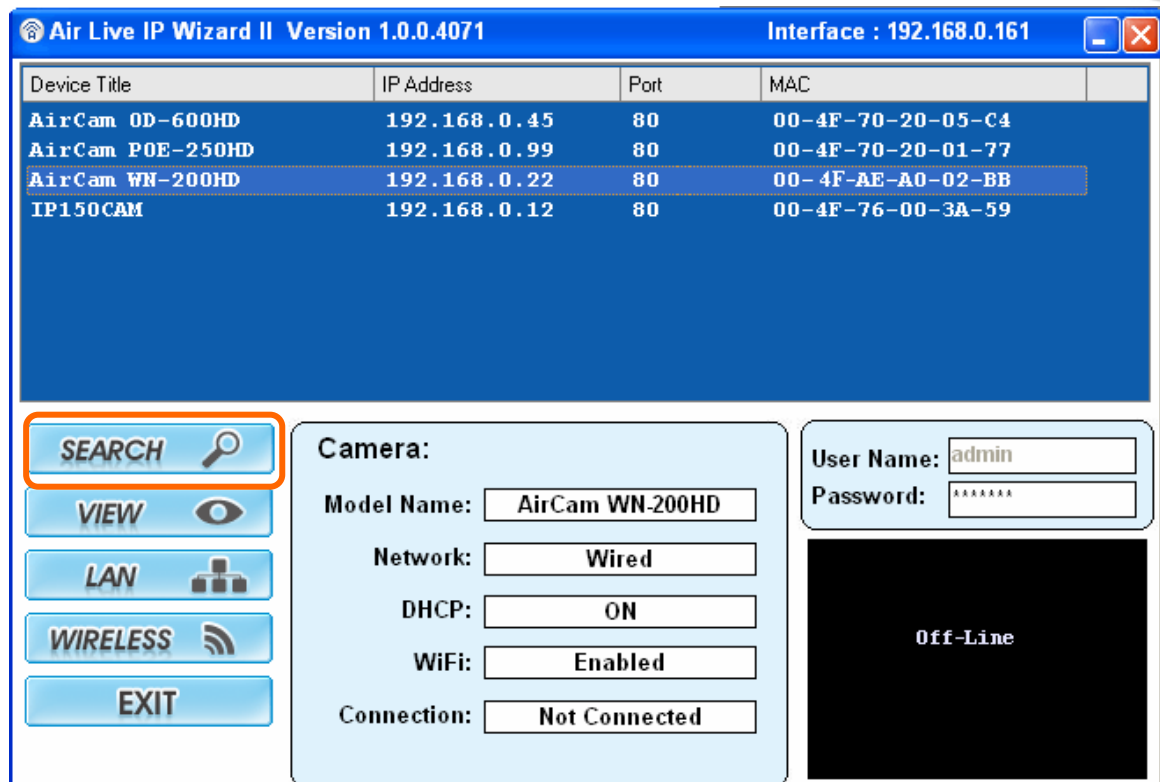 Air Live IP Wizard II Version 1.0.0.4071 Interface : 192.168.0.161
Device Title IP Address Port MAC
AirCam OD-600HD 192.168.0.45 80 00-4F-70-20-05-C4
AirCam POE-250HD 192.168.0.99 80 00-4F-70-20-01-77
AirCam WN-200HD 192.168.0.22 80 00-4F-AE-A0-02-BB
IP150CAM 192.168.0.12 80 00-4F-76-00-3A-59
SEARCH
VIEW
LAN
WIRELESS
EXIT
Camera:
Model Name: AirCam WN-200HD
Network: Wired
DHCP: ON
WiFi: Enabled
Connection: Not Connected
User Name: admin
Password: *******
Off-Line